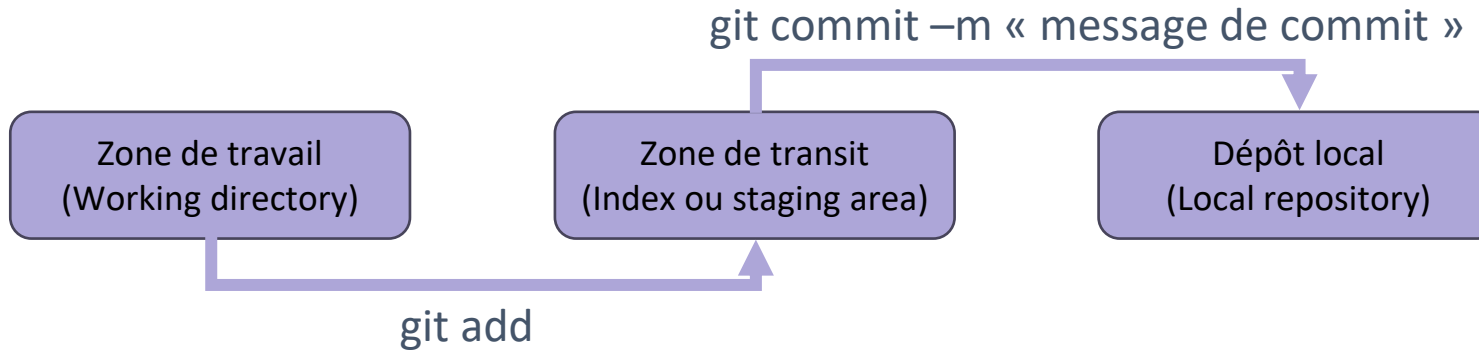 git commit –m « message de commit »
Zone de travail
(Working directory)
Zone de transit
(Index ou staging area)
Dépôt local
(Local repository)
git add